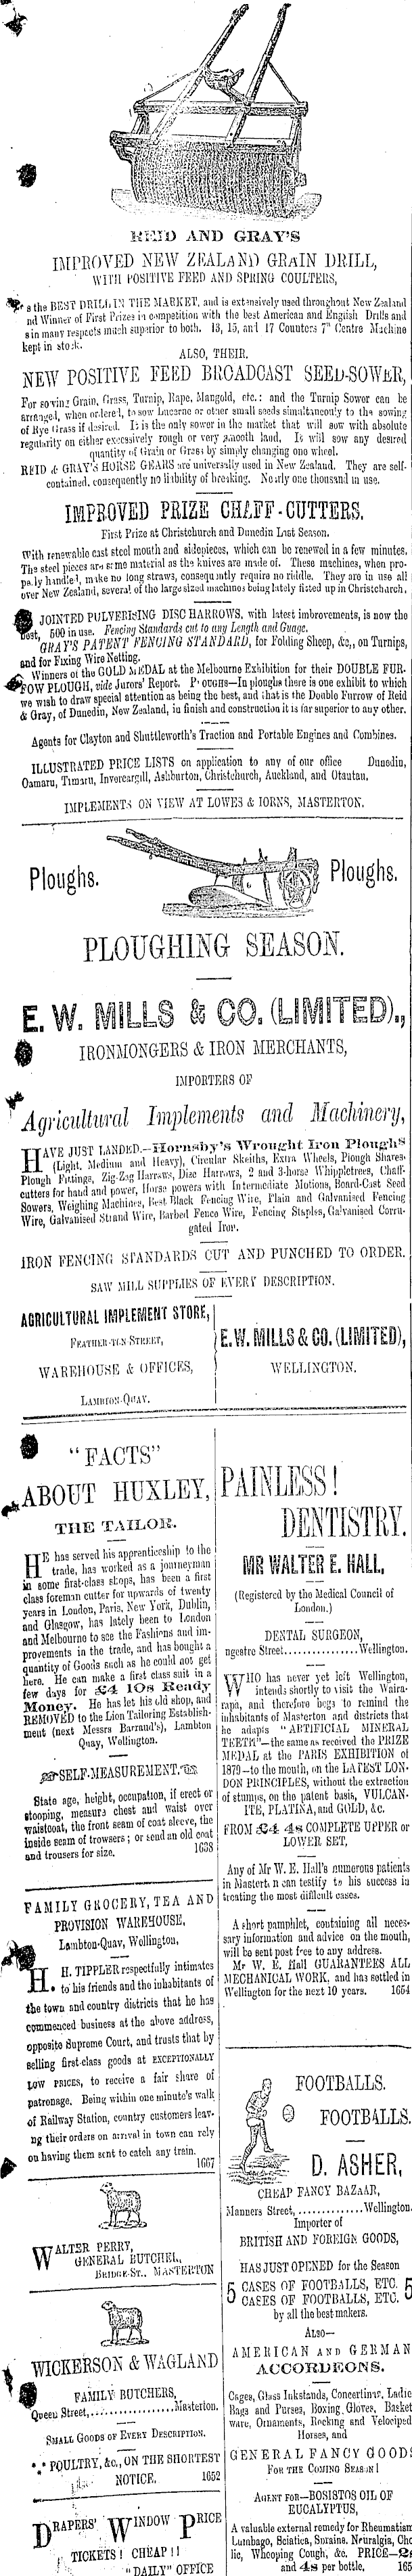 REID AND GRAY'S
IMPROVED NEW ZEALAND GRAIN DRILL,
WITH POSITIVE FEED AND SPRING COULTERS,
s the BEST DRILL IN THE MARKET, and is extensively used throughout New Zealand
nd Winner of First Prizes in competition with the best American and English Drills and
s in many respects much superior to both. 13, 15, and 17 Counters 7" Centre Machine
kept in stock.
ALSO, THEIR,
NEW POSITIVE FEED BROADCAST SEED-SOWER,
For sowing Grain, Grass, Turnip, Rape, Mangold, etc.: and the Turnip Sower can be
arranged, when ordered, to sow Lucerne or other small seeds simultaneously to the sowing
of Rye Grass if desired. It is the only sower in the market that will sow with absolute
regularity on either excessively rough or very smooth land. It will sow any desired
quantity of Grain or Grass by simply changing one wheel.
REID & GRAY'S HORSE GEARS are universally used in New Zealand. They are self-
contained, consequently no liability of breaking. Nearly one thousand in use.
IMPROVED PRIZE CHAFF-CUTTERS.
First Prize at Christchurch and Dunedin Last Season.
With renewable cast steel mouth and sidepieces, which can be renewed in a few minutes.
The steel pieces are same material as the knives are made of. These machines, when pro-
perly handled, make no long straws, consequently require no riddle. They are in use all
over New Zealand, several of the large sized machines being lately fitted up in Christchurch.
JOINTED PULVERISING DISC HARROWS, with latest improvements, is now the
best, 500 in use. Fencing Standards cut to any Length and Guage.
GRAY'S PATENT FENCING STANDARD, for Folding Sheep, &c., on Turnips,
and for Fixing Wire Netting.
Winners of the GOLD MEDAL at the Melbourne Exhibition for their DOUBLE FUR-
ROW PLOUGH, vide Jurors' Report. Ploughs—In ploughs there is one exhibit to which
we wish to draw special attention as being the best, and that is the Double Furrow of Reid
& Gray, of Dunedin, New Zealand, in finish and construction it is far superior to any other.
Agents for Clayton and Shuttleworth's Traction and Portable Engines and Combines.
ILLUSTRATED PRICE LISTS on application to any of our office Dunedin,
Oamaru, Timaru, Invercargill, Ashburton, Christchurch, Auckland, and Otautau.
IMPLEMENTS ON VIEW AT LOWES & IORNS, MASTERTON.
Ploughs. Ploughs.
PLOUGHING SEASON.
E. W. MILLS & CO. (LIMITED).,
IRONMONGERS & IRON MERCHANTS,
IMPORTERS OF
Agricultural Implements and Machinery,
HAVE JUST LANDED.—Hornsby's Wrought Iron Ploughs
(Light, Medium and Heavy), Circular Skeiths, Extra Wheels, Plough Shares,
Plough Fittings, Zig-Zag Harrows, Disc Harrows, 2 and 3-horse Whippletrees, Chaff-
cutters for hand and power, Horse powers with Intermediate Motions, Board-Cast Seed
Sowers, Weighing Machines, Best Black Fencing Wire, Plain and Galvanised Fencing
Wire, Galvanised Strand Wire, Barbed Fence Wire, Fencing Staples, Galvanised Corru-
gated Iron.
IRON FENCING STANDARDS CUT AND PUNCHED TO ORDER.
SAW MILL SUPPLIES OF EVERY DESCRIPTION.
AGRICULTURAL IMPLEMENT STORE,
FEATHERSTON STREET,
WAREHOUSE & OFFICES,
LAMBTON-QUAY.
E. W. MILLS & CO. (LIMITED),
WELLINGTON.
"FACTS"
ABOUT HUXLEY,
THE TAILOR.
HE has served his apprenticeship to the
trade, has worked as a journeyman
in some first-class shops, has been a first
class foreman cutter for upwards of twenty
years in London, Paris, New York, Dublin,
and Glasgow, has lately been to London
and Melbourne to see the Fashions and im-
provements in the trade, and has bought a
quantity of Goods such as he could not get
here. He can make a first class suit in a
few days for £4 10s Ready
Money. He has let his old shop, and
REMOVED to the Lion Tailoring Establish-
ment (next Messrs Barraud's), Lambton
Quay, Wellington.
SELF-MEASUREMENT.
State age, height, occupation, if erect or
stooping, measure chest and waist over
waistcoat, the front seam of coat sleeve, the
inside seam of trowsers; or send an old coat
and trousers for size. 1638
FAMILY GROCERY, TEA AND
PROVISION WAREHOUSE,
Lambton-Quay, Wellington,
H. H. TIPPLER respectfully intimates
to his friends and the inhabitants of
the town and country districts that he has
commenced business at the above address,
opposite Supreme Court, and trusts that by
selling first-class goods at EXCEPTIONALLY
LOW PRICES, to receive a fair share of
patronage. Being within one minute's walk
of Railway Station, country customers leav-
ng their orders on arrival in town can rely
on having them sent to catch any train.
1667
WALTER PERRY,
GENERAL BUTCHER,
BRIDGE-ST., MASTERTON
WICKERSON & WAGLAND
FAMILY BUTCHERS,
Queen Street,.................Masterton.
SMALL GOODS OF EVERY DESCRIPTION.
POULTRY, &c., ON THE SHORTEST
NOTICE. 1652
DRAPERS' WINDOW PRICE
TICKETS! CHEAP!!
"DAILY" OFFICE
PAINLESS!
DENTISTRY.
MR WALTER E. HALL,
(Registered by the Medical Council of
London.)
DENTAL SURGEON,
ngestre Street...............Wellington.
WHO has never yet left Wellington,
intends shortly to visit the Waira-
rapa, and therefore begs to remind the
inhabitants of Masterton and districts that
he adapts "ARTIFICIAL MINERAL
TEETH"—the same as received the PRIZE
MEDAL at the PARIS EXHIBITION of
1879—to the mouth, on the LATEST LON-
DON PRINCIPLES, without the extraction
of stumps, on the patent basis, VULCAN-
ITE, PLATINA, and GOLD, &c.
FROM £4 4s COMPLETE UPPER or
LOWER SET,
Any of Mr W. E. Hall's numerous patients
in Masterton can testify to his success in
treating the most difficult cases.
A short pamphlet, containing all neces-
sary information and advice on the mouth,
will be sent post free to any address.
Mr W. E. Hall GUARANTEES ALL
MECHANICAL WORK, and has settled in
Wellington for the next 10 years. 1654
FOOTBALLS.
FOOTBALLS.
D. ASHER,
CHEAP FANCY BAZAAR,
Manners Street,..............Wellington.
Importer of
BRITISH AND FOREIGN GOODS,
HAS JUST OPENED for the Season
5 CASES OF FOOTBALLS, ETC. 5
CASES OF FOOTBALLS, ETC.
by all the best makers.
ALSO—
AMERICAN AND GERMAN
ACCORDEONS.
Cages, Glass Inkstands, Concertinas, Ladie
Bags and Purses, Boxing Gloves, Basket
ware, Ornaments, Rocking and Velociped
Horses, and
GENERAL FANCY GOODS
FOR THE COMING SEASON!
AGENT FOR—BOSISTOS OIL OF
EUCALYPTUS,
A valuable external remedy for Rheumatism
Lumbago, Sciatica, Sprains, Neuralgia, Cho
lic, Whooping Cough, &c. PRICE—2s
and 4s per bottle. 165